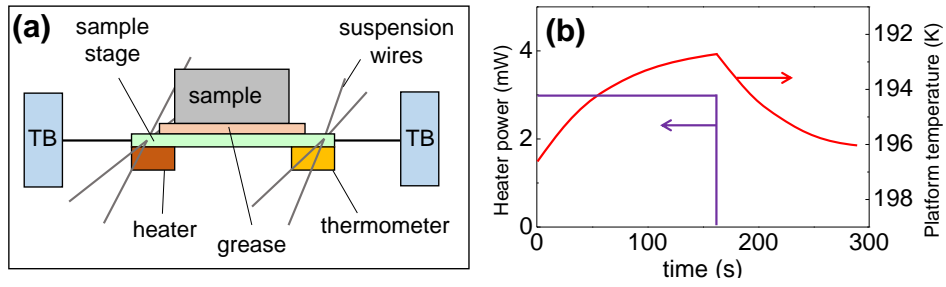 (a)
sample
stage
suspension
wires
sample
TB
TB
heater
grease
thermometer
(b)
Heater power (mW)
4
2
0
0
100
200
300
time (s)
192
194
196
198
Platform temperature (K)